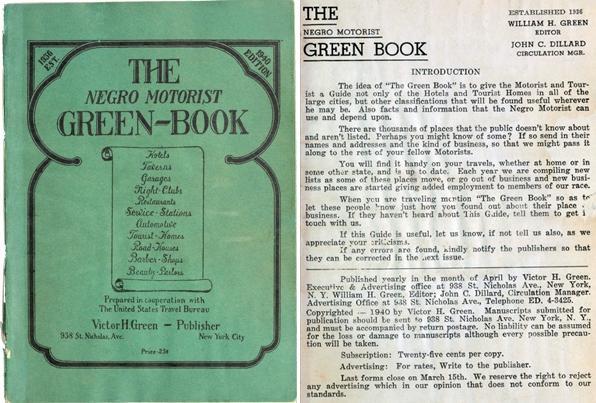 1936
EST.
1940
EDITION
THE
NEGRO MOTORIST
GREEN-BOOK
Hotels
Taverns
Garages
Night-Clubs
Restaurants
Service-Stations
Automotive
Tourist-Homes
Road-Houses
Barber-Shops
Beauty-Parlors
Prepared in cooperation with
The United States Travel Bureau
Victor H. Green - Publisher
938 St. Nicholas, Ave. New York City
Price-25¢
THE
NEGRO MOTORIST
GREEN BOOK
ESTABLISHED 1936
WILLIAM H. GREEN
EDITOR
JOHN C. DILLARD
CIRCULATION MGR.
INTRODUCTION
The idea of "The Green Book" is to give the Motorist and Tour-
ist a Guide not only of the Hotels and Tourist Homes in all of the
large cities, but other classifications that will be found useful wherever
he may be. Also facts and information that the Negro Motorist can
use and depend upon.
There are thousands of places that the public doesn't know about
and aren't listed. Perhaps you might know of some? If so send in their
names and addresses and the kind of business, so that we might pass it
along to the rest of your fellow Motorists.
You will find it handy on your travels, whether at home or in
some other state, and is up to date. Each year we are compiling new
lists as some of these places move, or go out of business and new busi-
ness places are started giving added employment to members of our race.
When you are traveling mention "The Green Book" so as to
let these people know just how you found out about their place
business. If they haven't heard about This Guide, tell them to get i
touch with us.
If this Guide is useful, let us know, if not tell us also, as we
appreciate your criticisms.
If any errors are found, kindly notify the publishers so that
they can be corrected in the next issue.
Published yearly in the month of April by Victor H. Green.
Executive & Advertising office at 938 St. Nicholas Ave., New York,
N. Y. William H. Green, Editor; John C. Dillard, Circulation Manager.
Advertising Office at 938 St. Nicholas Ave., Telephone ED. 4-3425.
Copyrighted — 1940 by Victor H. Green. Manuscripts submitted for
publication should be sent to 938 St. Nicholas Ave. New York, N. Y.,
and must be accompanied by return postage. No liability can be assumed
for the loss or damage to manuscripts although every possible precau-
tion will be taken.
Subscription: Twenty-five cents per copy.
Advertising: For rates, Write to the publisher.
Last forms close on March 15th. We reserve the right to reject
any advertising which in our opinion that does not conform to our
standards.